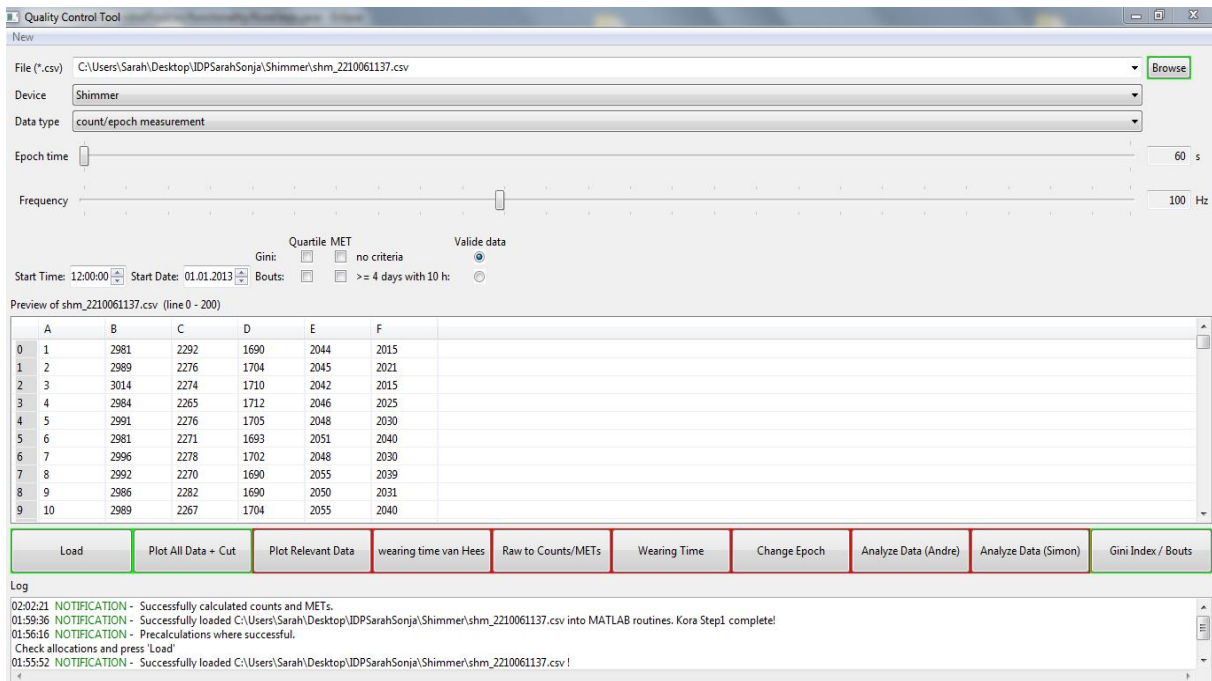 Quality Control Tool
New
File (*.csv) C:\Users\Sarah\Desktop\IDPSarahSonja\Shimmer\shm_2210061137.csv Browse
Device Shimmer
Data type count/epoch measurement
Epoch time 60 s
Frequency 100 Hz
Quartile MET Valide data
Gini: no criteria
Start Time: 12:00:00 Start Date: 01.01.2013 Bouts: >= 4 days with 10 h:
Preview of shm_2210061137.csv (line 0 - 200)
A B C D E F
0 1 2981 2292 1690 2044 2015
1 2 2989 2276 1704 2045 2021
2 3 3014 2274 1710 2042 2015
3 4 2984 2265 1712 2046 2025
4 5 2991 2276 1705 2048 2030
5 6 2981 2271 1693 2051 2040
6 7 2996 2278 1702 2048 2030
7 8 2992 2270 1690 2055 2039
8 9 2986 2282 1690 2050 2031
9 10 2989 2267 1704 2055 2040
Load Plot All Data + Cut Plot Relevant Data wearing time van Hees Raw to Counts/METs Wearing Time Change Epoch Analyze Data (Andre) Analyze Data (Simon) Gini Index / Bouts
Log
02:02:21 NOTIFICATION - Successfully calculated counts and METs.
01:59:36 NOTIFICATION - Successfully loaded C:\Users\Sarah\Desktop\IDPSarahSonja\Shimmer\shm_2210061137.csv into MATLAB routines. Kora Step1 complete!
01:56:16 NOTIFICATION - Precalculations where successful.
Check allocations and press 'Load'
01:55:52 NOTIFICATION - Successfully loaded C:\Users\Sarah\Desktop\IDPSarahSonja\Shimmer\shm_2210061137.csv !